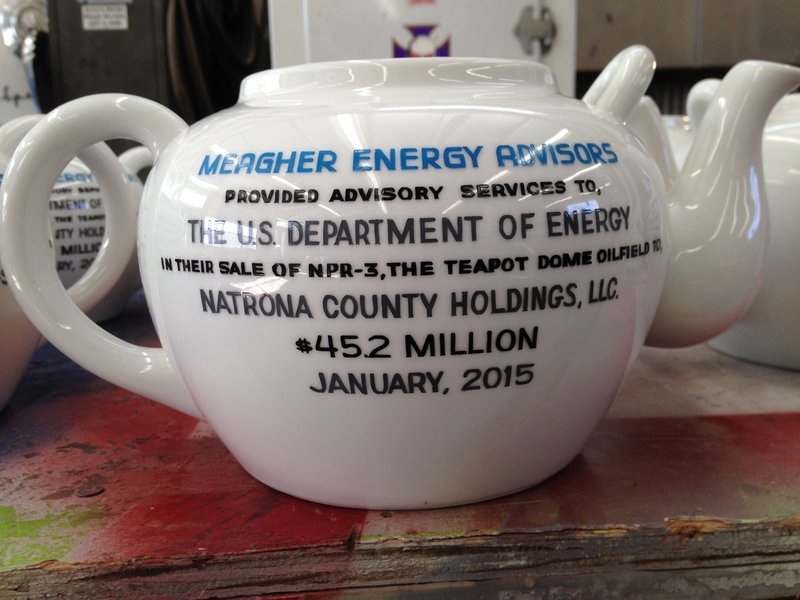 MEAGHER ENERGY ADVISORS
PROVIDED ADVISORY SERVICES TO,
THE U.S. DEPARTMENT OF ENERGY
IN THEIR SALE OF NPR-3, THE TEAPOT DOME OILFIELD TO,
NATRONA COUNTY HOLDINGS, LLC.
$45.2 MILLION
JANUARY, 2015